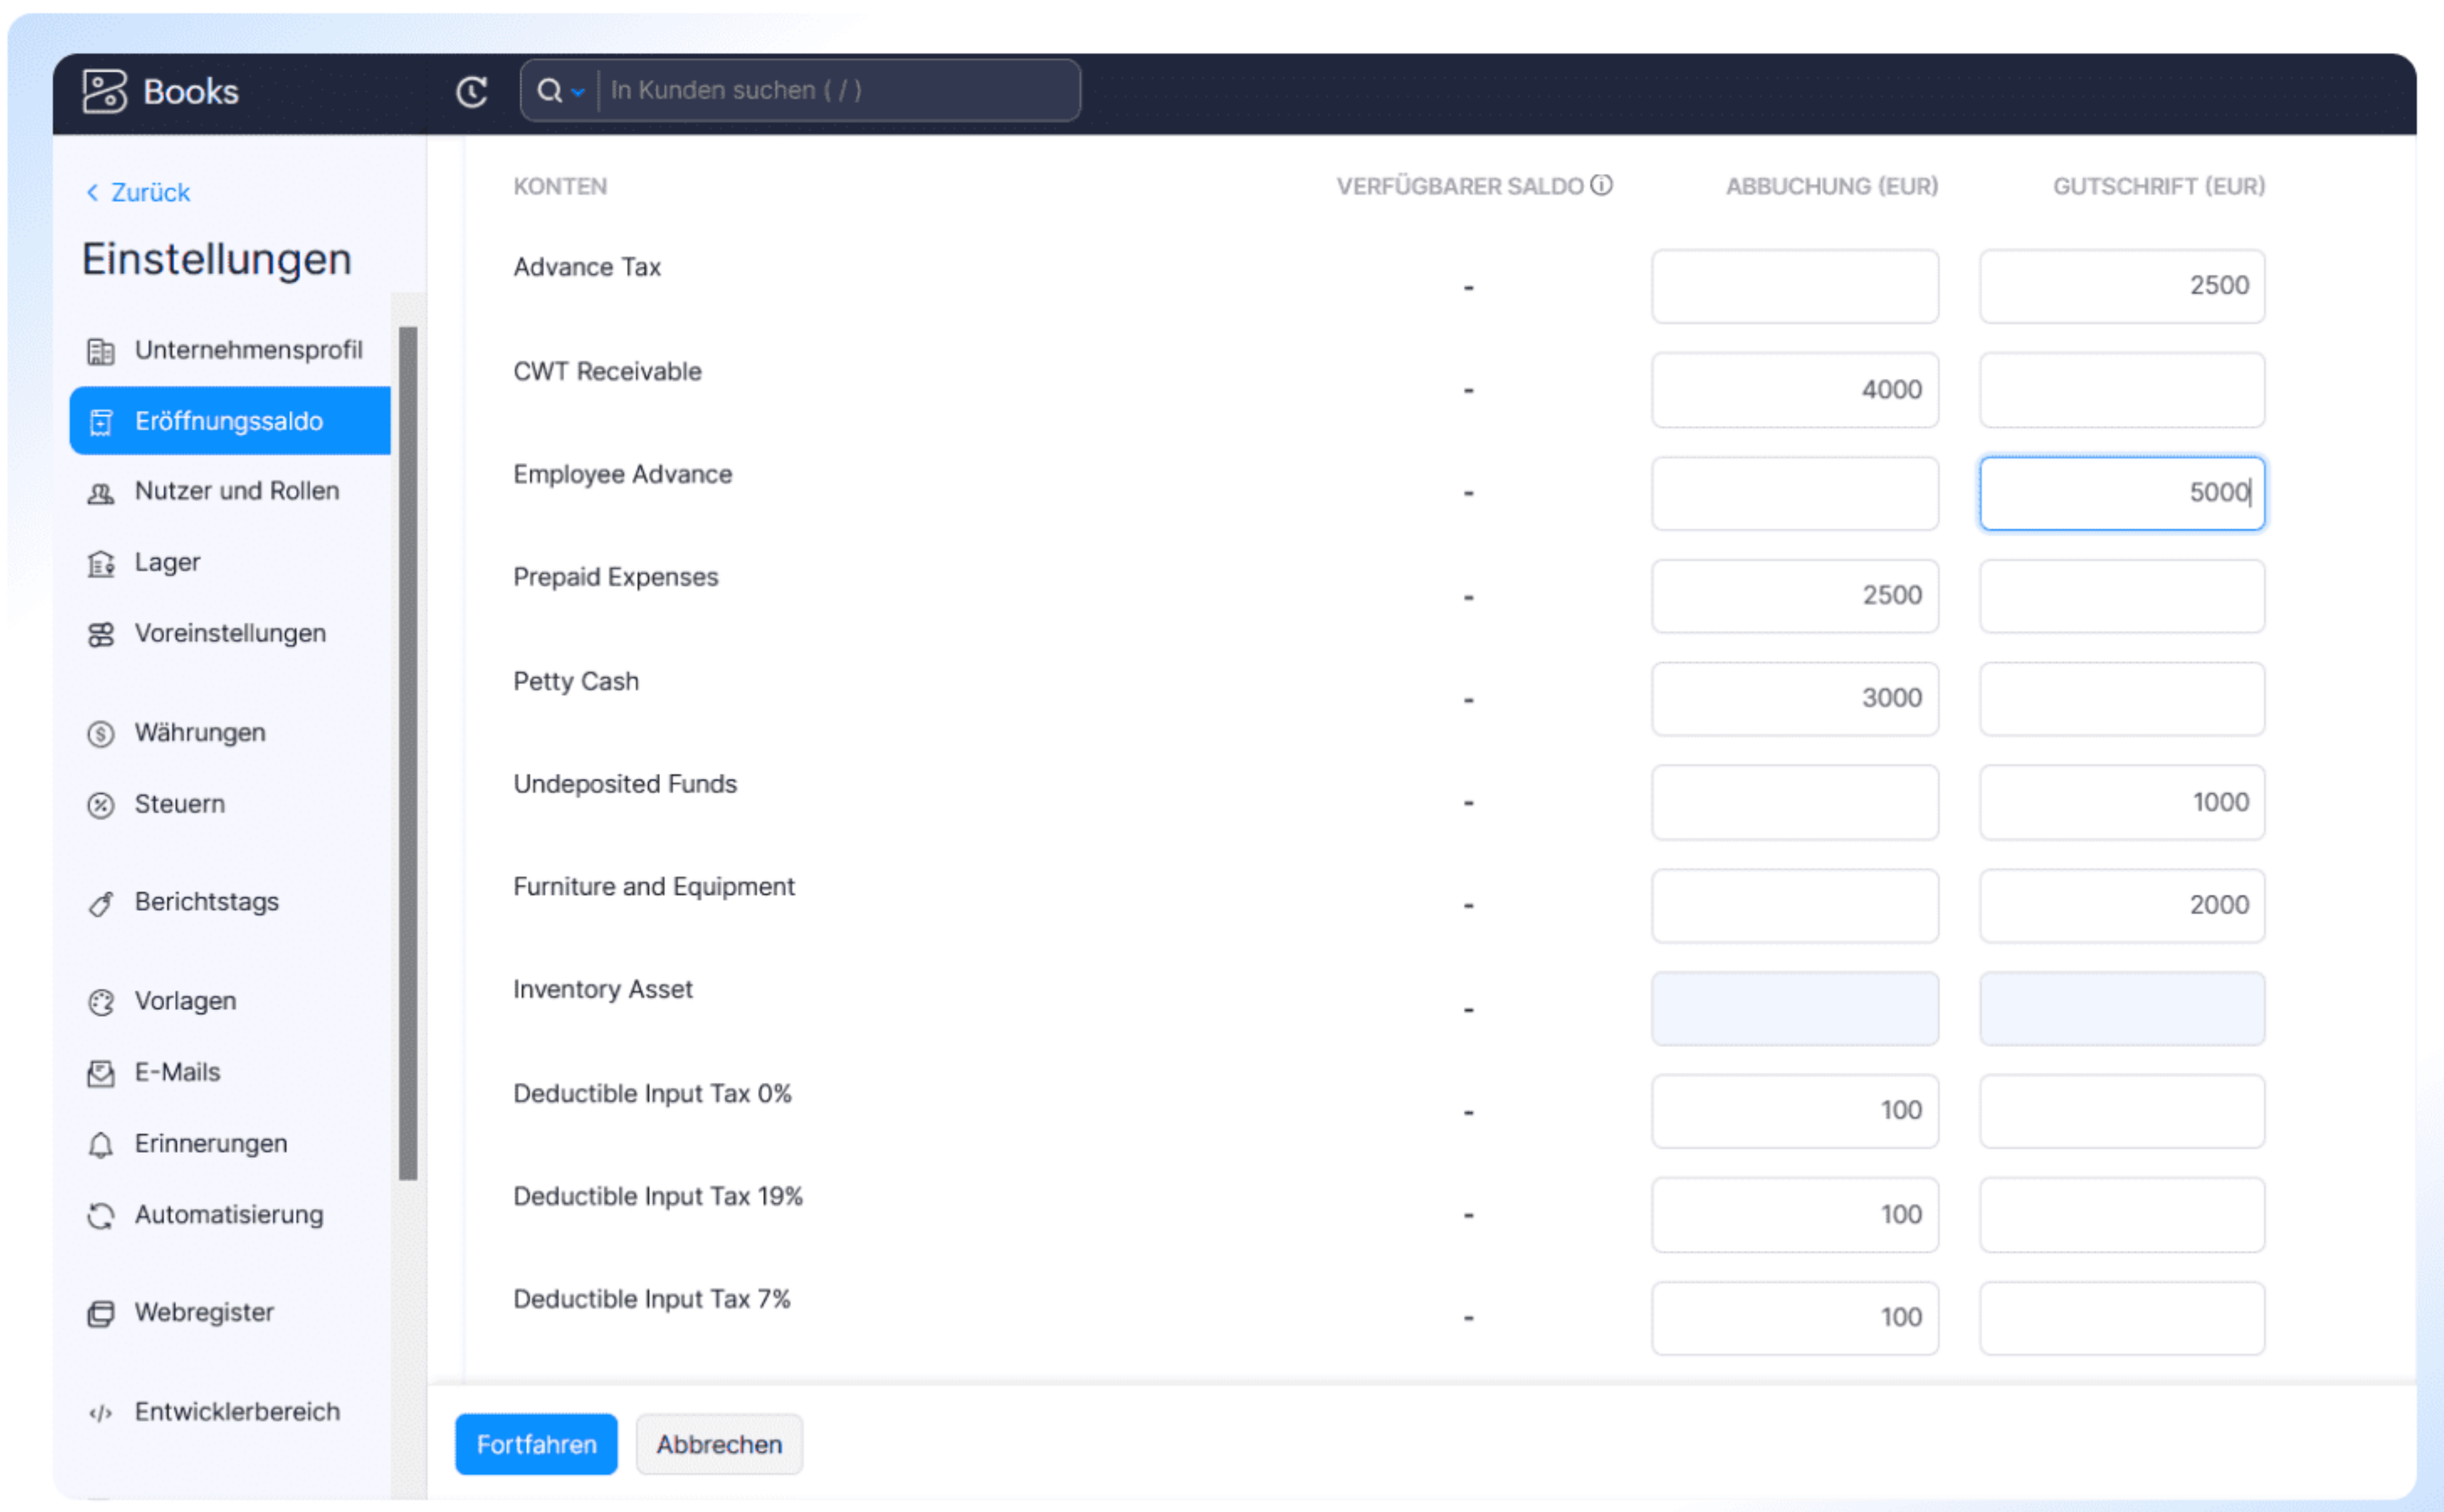 Books
In Kunden suchen ( / )
Zurück
Einstellungen
Unternehmensprofil
Eröffnungssaldo
Nutzer und Rollen
Lager
Voreinstellungen
Währungen
Steuern
Berichtstags
Vorlagen
E-Mails
Erinnerungen
Automatisierung
Webregister
Entwicklerbereich
KONTEN VERFÜGBARER SALDO ABBUCHUNG (EUR) GUTSCHRIFT (EUR)
Advance Tax - 2500
CWT Receivable - 4000
Employee Advance - 5000
Prepaid Expenses - 2500
Petty Cash - 3000
Undeposited Funds - 1000
Furniture and Equipment - 2000
Inventory Asset -
Deductible Input Tax 0% - 100
Deductible Input Tax 19% - 100
Deductible Input Tax 7% - 100
Fortfahren Abbrechen